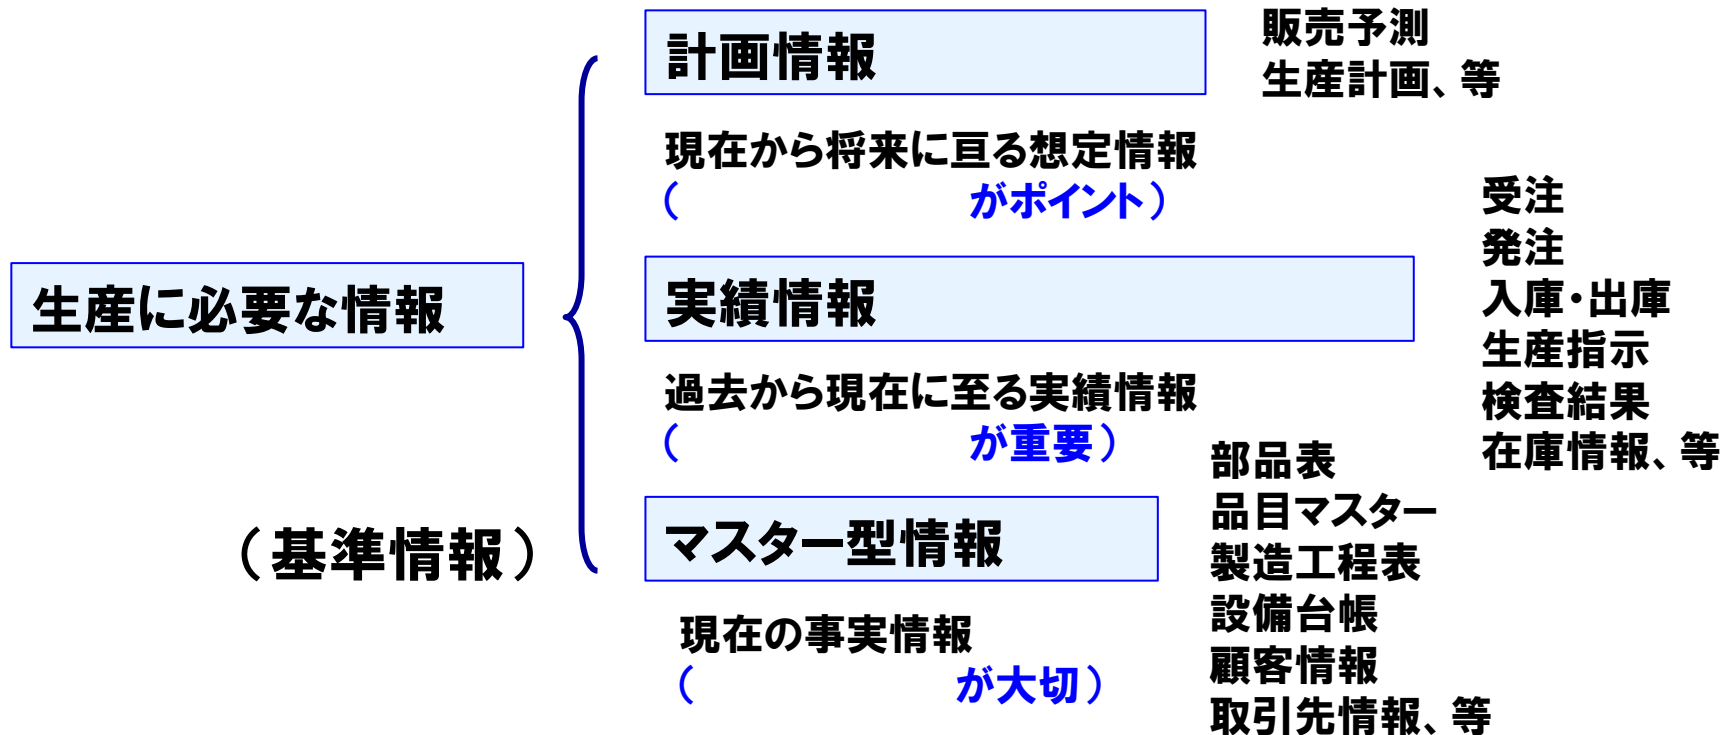 計画情報
販売予測
生産計画、等
現在から将来に亘る想定情報
(　　　　　　　がポイント)
生産に必要な情報
実績情報
受注
発注
入庫・出庫
生産指示
検査結果
在庫情報、等
過去から現在に至る実績情報
(　　　　　　　が重要)
(基準情報)
マスター型情報
部品表
品目マスター
製造工程表
設備台帳
顧客情報
取引先情報、等
現在の事実情報
(　　　　　　　が大切)